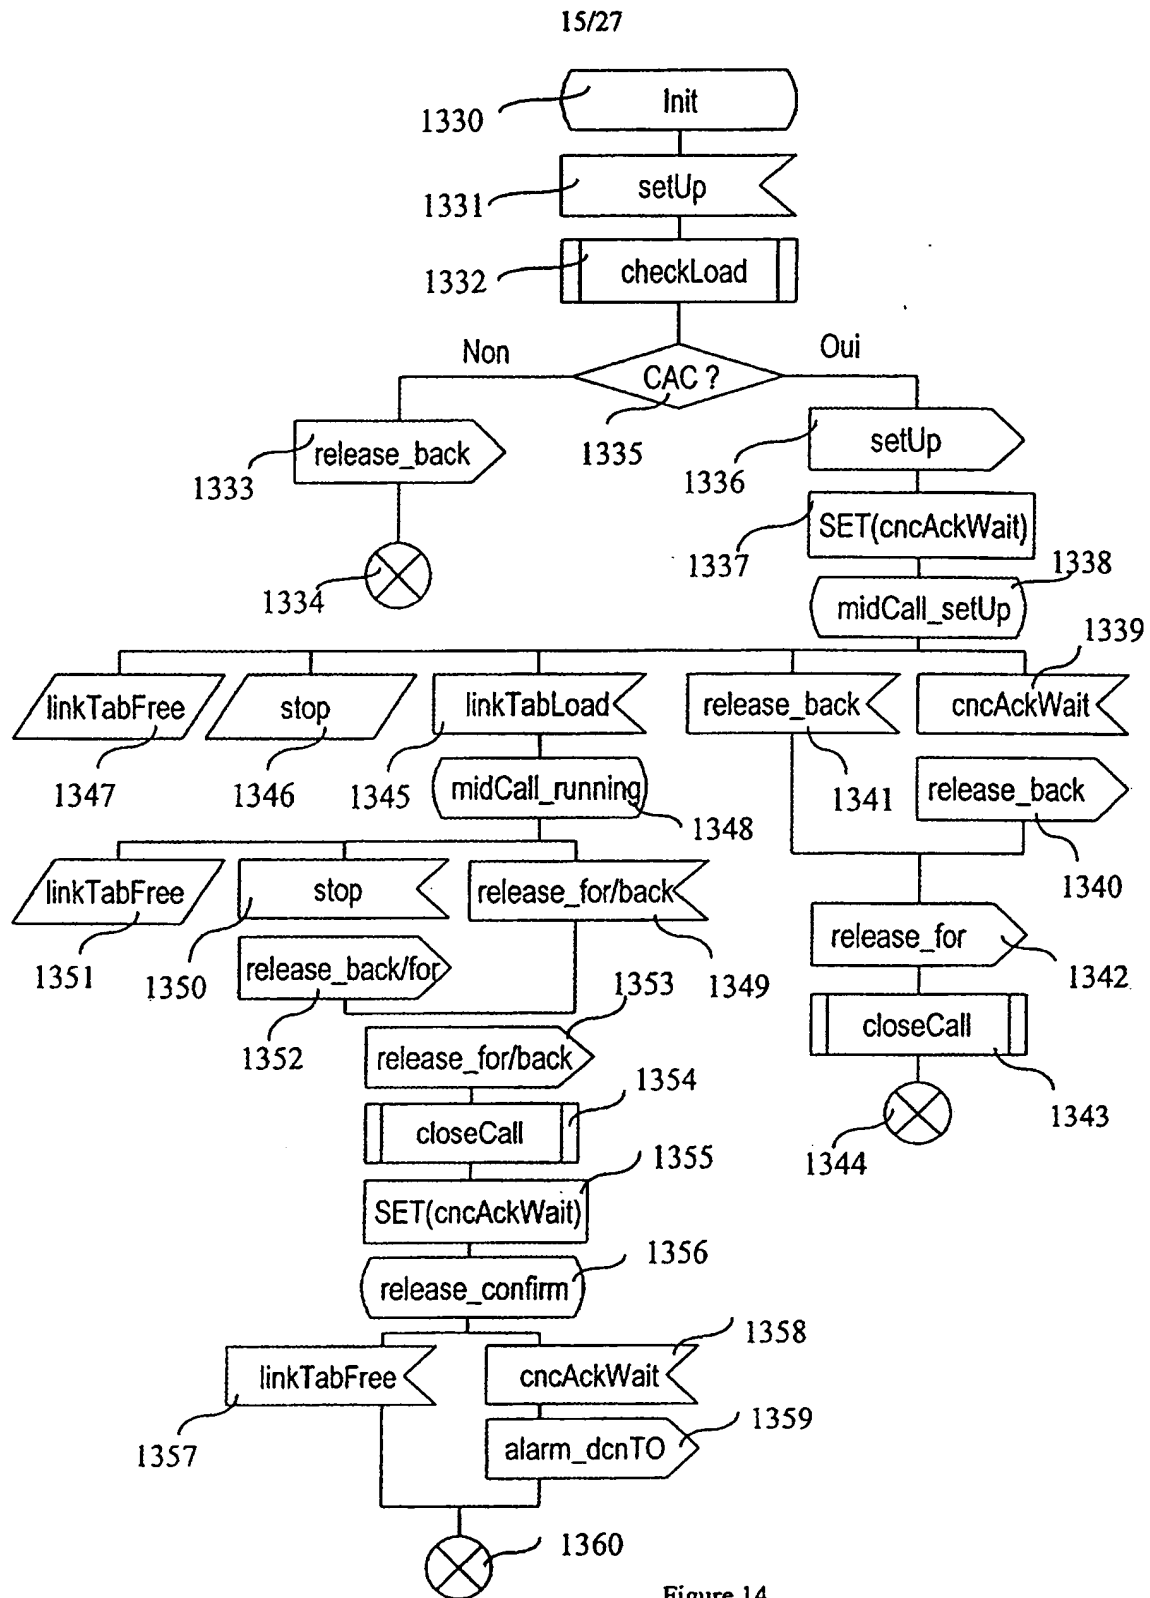 15/27
Init
1330
setUp
1331
checkLoad
1332
Non
Oui
CAC ?
1335
release_back
1333
setUp
1336
SET(cncAckWait)
1337
1334
1338
midCall_setUp
1339
linkTabFree
stop
linkTabLoad
release_back
cncAckWait
1347
1346
1345
1341
midCall_running
1348
release_back
1340
linkTabFree
stop
release_for/back
1351
1350
1349
release_for
1342
release_back/for
1352
1353
closeCall
1343
release_for/back
1354
closeCall
1344
1355
SET(cncAckWait)
1356
release_confirm
1358
linkTabFree
cncAckWait
1357
1359
alarm_dcnTO
1360
Figure 14